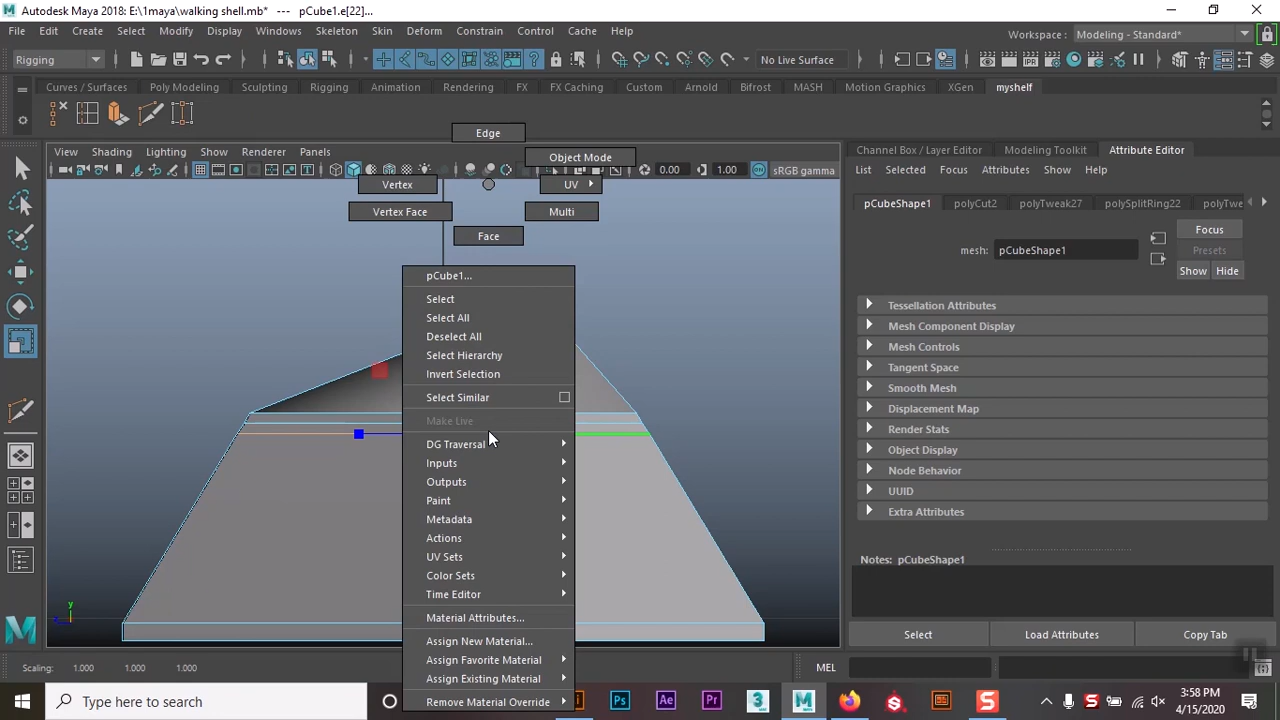 Autodesk Maya 2018: E:\1maya\walking shell.mb* --- pCube1.e[22]...
File Edit Create Select Modify Display Windows Skeleton Skin Deform Constrain Control Cache Help
Workspace : Modeling - Standard*
Rigging
No Live Surface
Curves / Surfaces Poly Modeling Sculpting Rigging Animation Rendering FX FX Caching Custom Arnold Bifrost MASH Motion Graphics XGen myshelf
View Shading Lighting Show Renderer Panels
0.00 1.00 sRGB gamma
Edge
Object Mode
Vertex
UV
Vertex Face
Multi
Face
pCube1...
Select
Select All
Deselect All
Select Hierarchy
Invert Selection
Select Similar
Make Live
DG Traversal
Inputs
Outputs
Paint
Metadata
Actions
UV Sets
Color Sets
Time Editor
Material Attributes...
Assign New Material...
Assign Favorite Material
Assign Existing Material
Remove Material Override
Channel Box / Layer Editor Modeling Toolkit Attribute Editor
List Selected Focus Attributes Show Help
pCubeShape1 polyCut2 polyTweak27 polySplitRing22 polyTwe
mesh: pCubeShape1
Focus
Presets
Show Hide
Tessellation Attributes
Mesh Component Display
Mesh Controls
Tangent Space
Smooth Mesh
Displacement Map
Render Stats
Object Display
Node Behavior
UUID
Extra Attributes
Notes: pCubeShape1
Select Load Attributes Copy Tab
y
Scaling: 1.000 1.000 1.000
MEL
Type here to search
Ps Ae Pr 3 M S
3:58 PM
4/15/2020